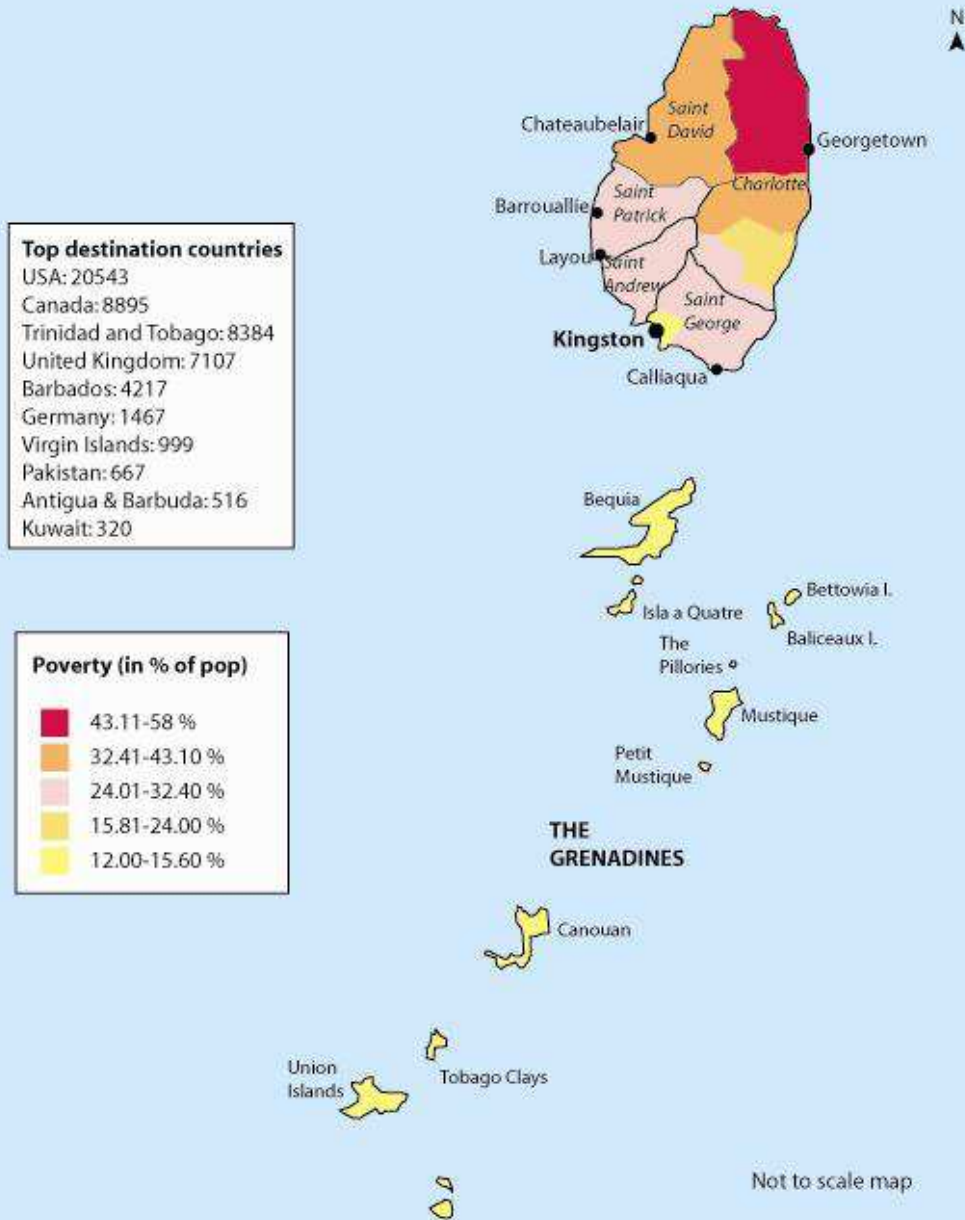 N
Chateaubelair
Saint
David
Georgetown
Charlotte
Saint
Patrick
Barrouallie
Layou
Saint
Andrew
Saint
George
Kingston
Calliaqua
Top destination countries
USA: 20543
Canada: 8895
Trinidad and Tobago: 8384
United Kingdom: 7107
Barbados: 4217
Germany: 1467
Virgin Islands: 999
Pakistan: 667
Antigua & Barbuda: 516
Kuwait: 320
Bequia
Isla a Quatre
Bettowia I.
Baliceaux I.
The
Pillories
Mustique
Petit
Mustique
Poverty (in % of pop)
43.11-58 %
32.41-43.10 %
24.01-32.40 %
15.81-24.00 %
12.00-15.60 %
THE
GRENADINES
Canouan
Tobago Clays
Union
Islands
Not to scale map